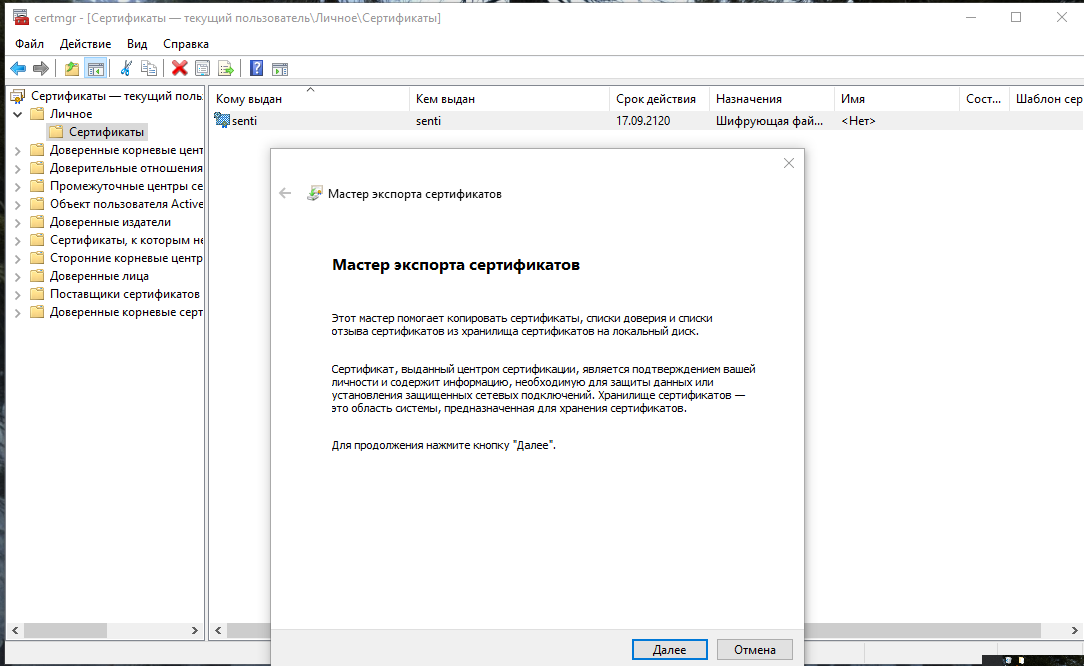 certmgr - [Сертификаты — текущий пользователь\Личное\Сертификаты]
Файл Действие Вид Справка
Сертификаты — текущий поль
Личное
Сертификаты
Доверенные корневые цент
Доверительные отношения
Промежуточные центры се
Объект пользователя Active
Доверенные издатели
Сертификаты, к которым не
Сторонние корневые центр
Доверенные лица
Поставщики сертификатов
Доверенные корневые серт
Кому выдан Кем выдан Срок действия Назначения Имя Сост... Шаблон сер
senti senti 17.09.2120 Шифрующая фай... <Нет>
Мастер экспорта сертификатов
Мастер экспорта сертификатов
Этот мастер помогает копировать сертификаты, списки доверия и списки
отзыва сертификатов из хранилища сертификатов на локальный диск.
Сертификат, выданный центром сертификации, является подтверждением вашей
личности и содержит информацию, необходимую для защиты данных или
установления защищенных сетевых подключений. Хранилище сертификатов —
это область системы, предназначенная для хранения сертификатов.
Для продолжения нажмите кнопку "Далее".
Далее Отмена